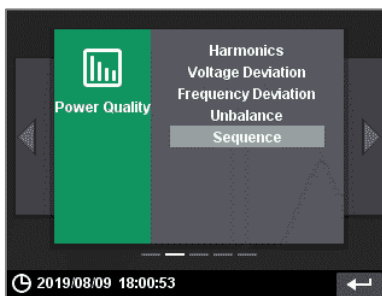 Power Quality
Harmonics
Voltage Deviation
Frequency Deviation
Unbalance
Sequence
2019/08/09 18:00:53